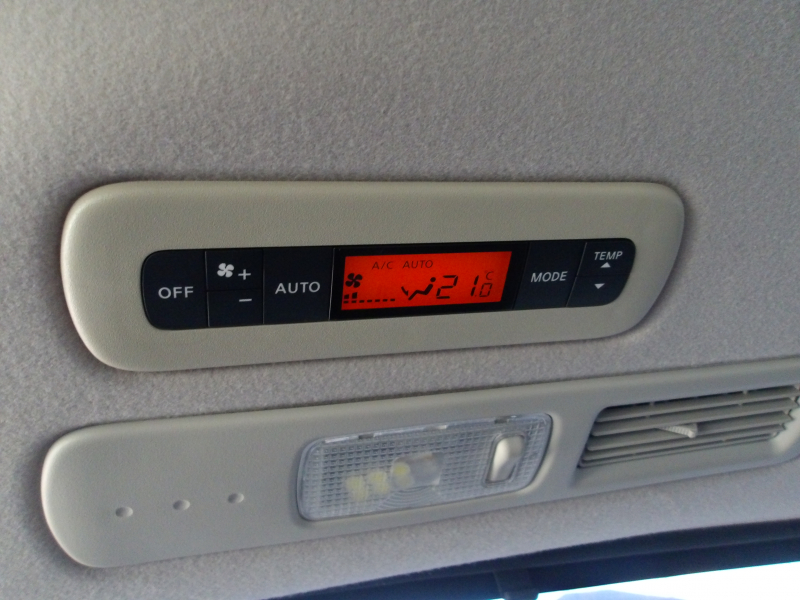 OFF
+
−
AUTO
A/C AUTO
21.0 °C
MODE
TEMP